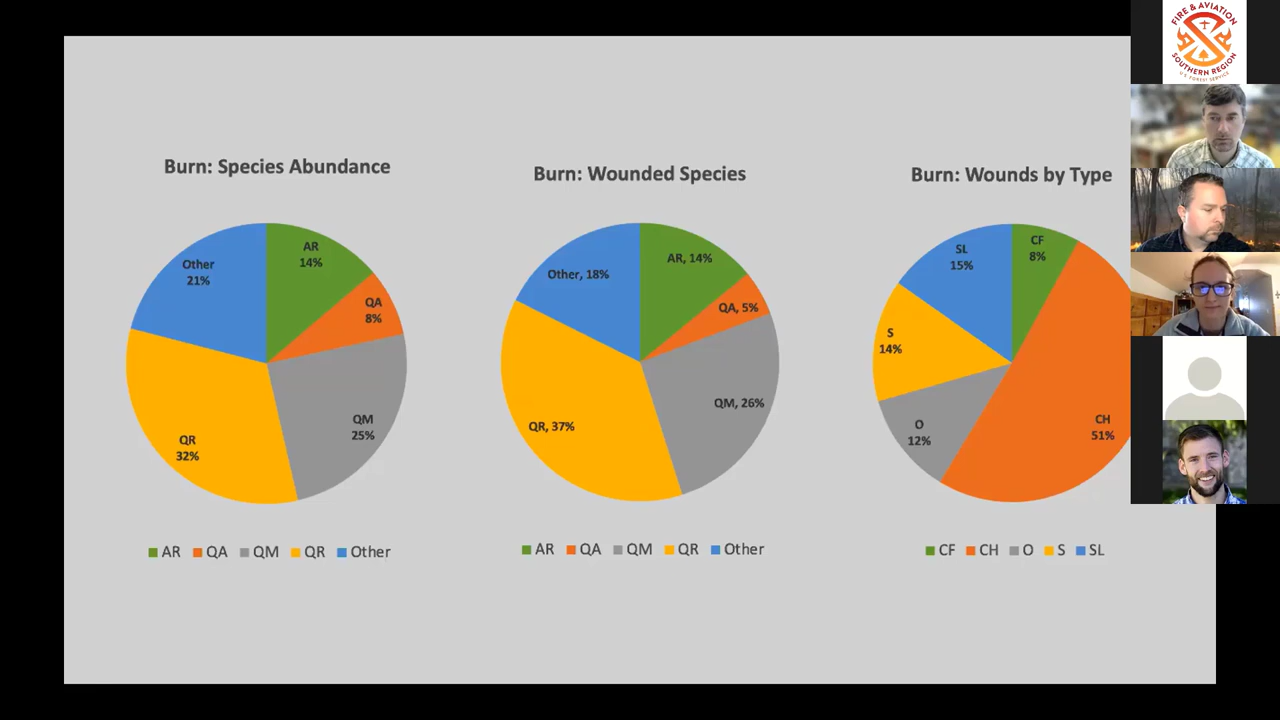 FIRE & AVIATION
SOUTHERN REGION
U.S. FOREST SERVICE
Burn: Species Abundance
AR
14%
QA
8%
QM
25%
QR
32%
Other
21%
AR QA QM QR Other
Burn: Wounded Species
AR, 14%
QA, 5%
QM, 26%
QR, 37%
Other, 18%
AR QA QM QR Other
Burn: Wounds by Type
CF
8%
CH
51%
O
12%
S
14%
SL
15%
CF CH O S SL